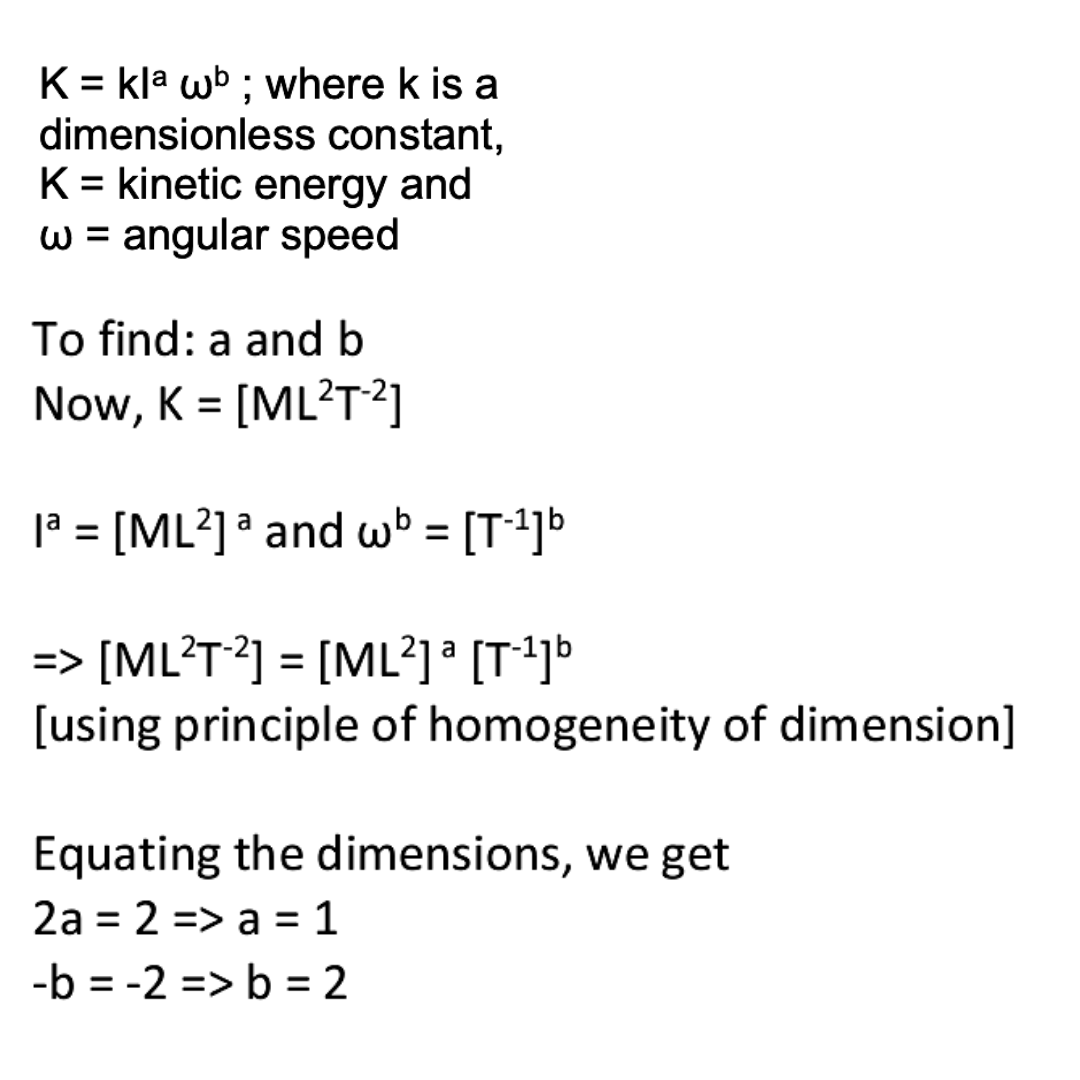 K = kIᵃ ωᵇ ; where k is a
dimensionless constant,
K = kinetic energy and
ω = angular speed
To find: a and b
Now, K = [ML²T⁻²]
Iᵃ = [ML²] ᵃ and ωᵇ = [T⁻¹]ᵇ
=> [ML²T⁻²] = [ML²] ᵃ [T⁻¹]ᵇ
[using principle of homogeneity of dimension]
Equating the dimensions, we get
2a = 2 => a = 1
-b = -2 => b = 2